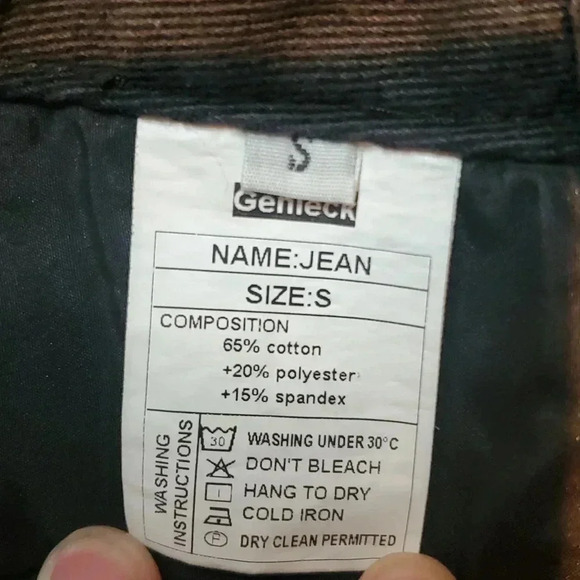 S
Genleck
NAME:JEAN
SIZE:S
COMPOSITION
65% cotton
+20% polyester
+15% spandex
WASHING
INSTRUCTIONS
30 WASHING UNDER 30°C
DON'T BLEACH
HANG TO DRY
COLD IRON
P DRY CLEAN PERMITTED